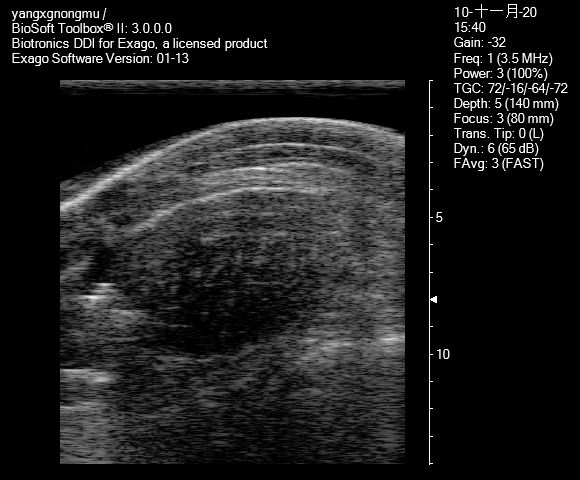 yangxgnongmu /
BioSoft Toolbox® II: 3.0.0.0
Biotronics DDI for Exago, a licensed product
Exago Software Version: 01-13
10-十一月-20
15:40
Gain: -32
Freq: 1 (3.5 MHz)
Power: 3 (100%)
TGC: 72/-16/-64/-72
Depth: 5 (140 mm)
Focus: 3 (80 mm)
Trans. Tip: 0 (L)
Dyn.: 6 (65 dB)
FAvg: 3 (FAST)
5
10